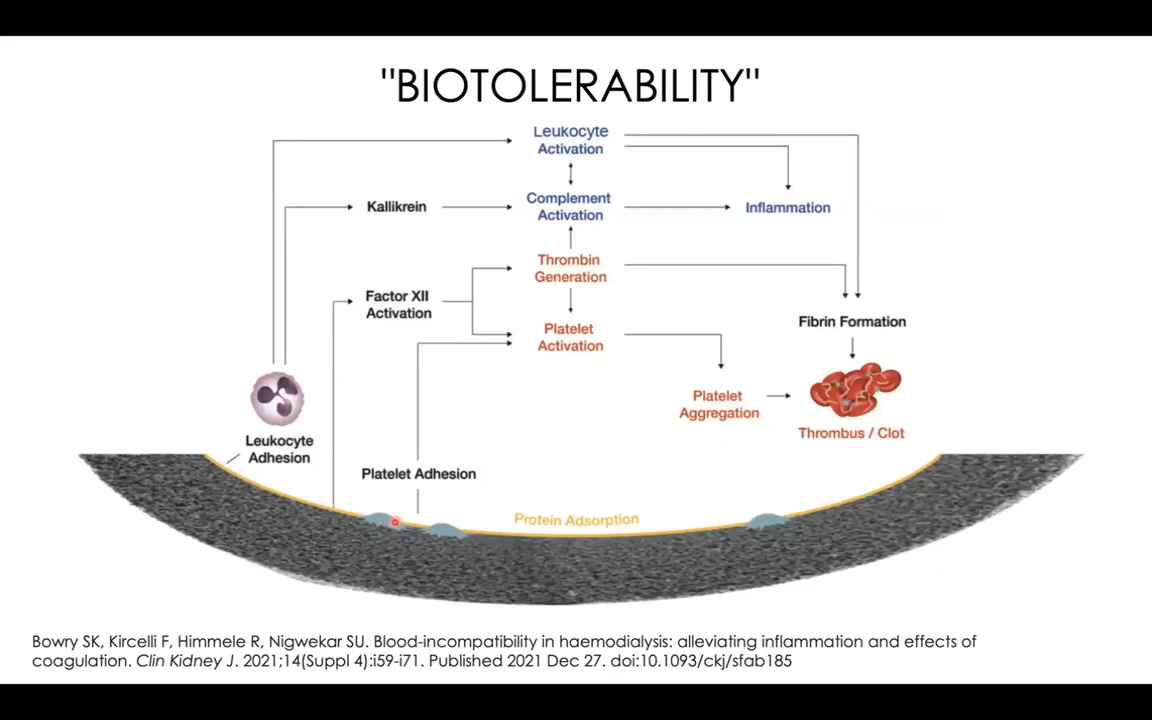 "BIOTOLERABILITY"
Leukocyte
Activation
Kallikrein
Complement
Activation
Inflammation
Thrombin
Generation
Factor XII
Activation
Platelet
Activation
Fibrin Formation
Platelet
Aggregation
Thrombus / Clot
Leukocyte
Adhesion
Platelet Adhesion
Protein Adsorption
Bowry SK, Kircelli F, Himmele R, Nigwekar SU. Blood-incompatibility in haemodialysis: alleviating inflammation and effects of
coagulation. Clin Kidney J. 2021;14(Suppl 4):i59-i71. Published 2021 Dec 27. doi:10.1093/ckj/sfab185